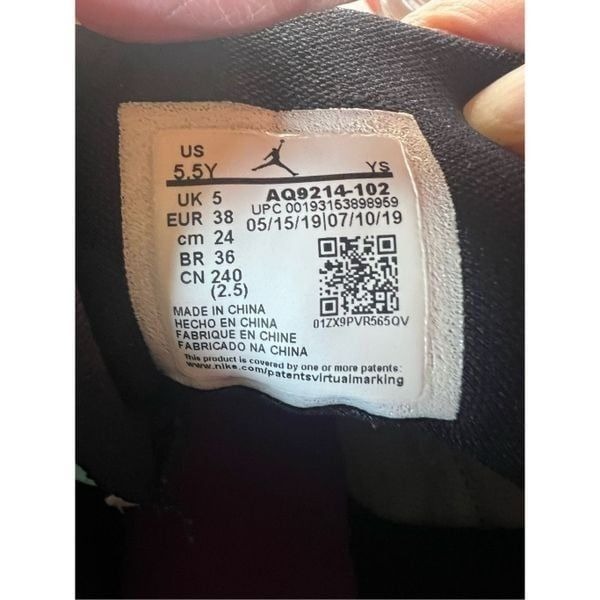 US
5.5Y YS
UK 5 AQ9214-102
UPC 00193153898959
EUR 38 05/15/19|07/10/19
cm 24
BR 36
CN 240
(2.5)
01ZX9PVR565QV
MADE IN CHINA
HECHO EN CHINA
FABRIQUE EN CHINE
FABRICADO NA CHINA
This product is covered by one or more patents:
www.nike.com/patentsvirtualmarking